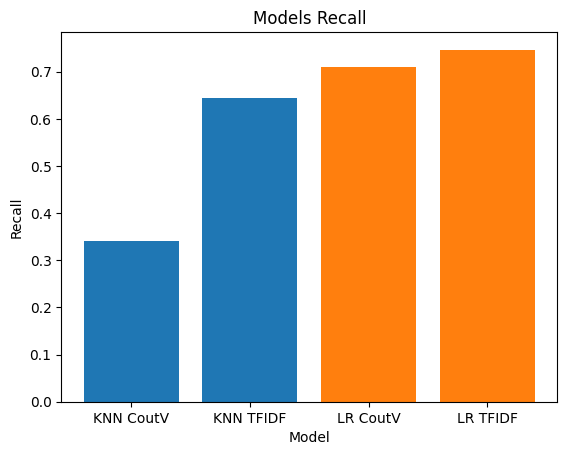 Models Recall
Recall
0.7
0.6
0.5
0.4
0.3
0.2
0.1
0.0
KNN CoutV
KNN TFIDF
LR CoutV
LR TFIDF
Model